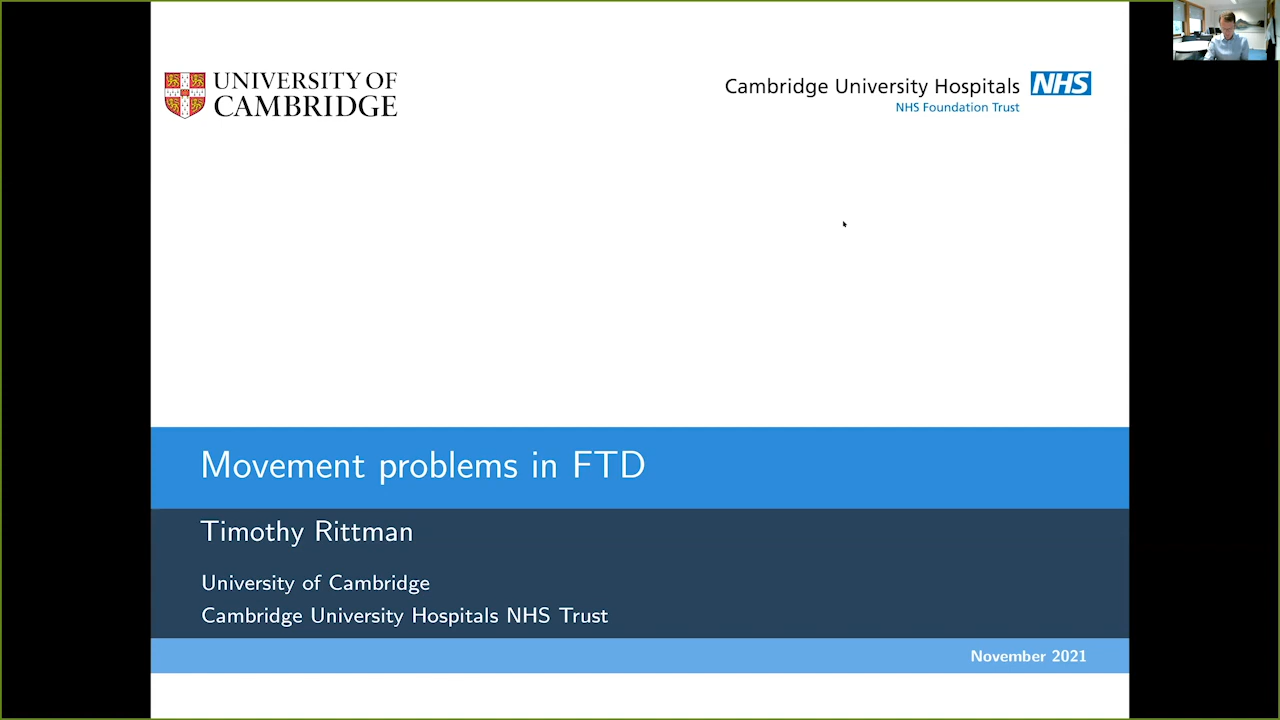 UNIVERSITY OF
CAMBRIDGE
Cambridge University Hospitals NHS
NHS Foundation Trust
Movement problems in FTD
Timothy Rittman
University of Cambridge
Cambridge University Hospitals NHS Trust
November 2021